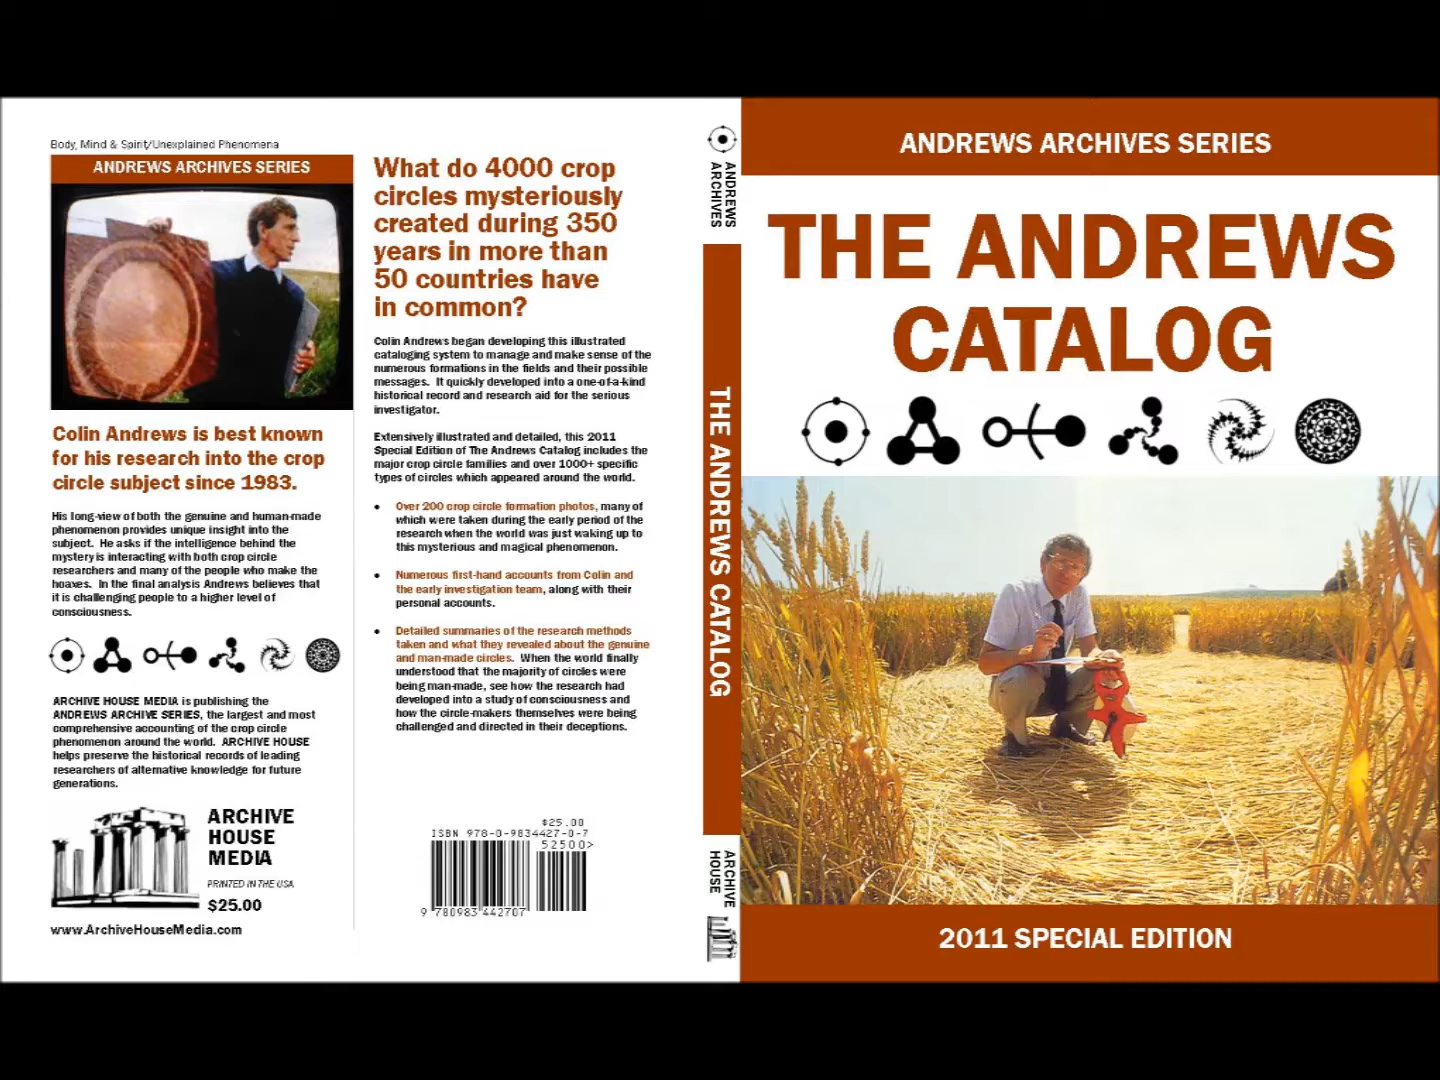 Body, Mind & Spirit/Unexplained Phenomena
ANDREWS ARCHIVES SERIES
Colin Andrews is best known
for his research into the crop
circle subject since 1983.
His long-view of both the genuine and human-made
phenomenon provides unique insight into the
subject. He asks if the intelligence behind the
mystery is interacting with both crop circle
researchers and many of the people who make the
hoaxes. In the final analysis Andrews believes that
it is challenging people to a higher level of
consciousness.
ARCHIVE HOUSE MEDIA is publishing the
ANDREWS ARCHIVE SERIES, the largest and most
comprehensive accounting of the crop circle
phenomenon around the world. ARCHIVE HOUSE
helps preserve the historical records of leading
researchers of alternative knowledge for future
generations.
ARCHIVE
HOUSE
MEDIA
PRINTED IN THE USA
$25.00
www.ArchiveHouseMedia.com
What do 4000 crop
circles mysteriously
created during 350
years in more than
50 countries have
in common?
Colin Andrews began developing this illustrated
cataloging system to manage and make sense of the
numerous formations in the fields and their possible
messages. It quickly developed into a one-of-a-kind
historical record and research aid for the serious
investigator.
Extensively illustrated and detailed, this 2011
Special Edition of The Andrews Catalog includes the
major crop circle families and over 1000+ specific
types of circles which appeared around the world.
• Over 200 crop circle formation photos, many of
which were taken during the early period of the
research when the world was just waking up to
this mysterious and magical phenomenon.
• Numerous first-hand accounts from Colin and
the early investigation team, along with their
personal accounts.
• Detailed summaries of the research methods
taken and what they revealed about the genuine
and man-made circles. When the world finally
understood that the majority of circles were
being man-made, see how the research had
developed into a study of consciousness and
how the circle-makers themselves were being
challenged and directed in their deceptions.
$25.00
ISBN 978-0-9834427-0-7
52500>
9 780983 442707
ANDREWS
ARCHIVES
THE ANDREWS CATALOG
ARCHIVE
HOUSE
ANDREWS ARCHIVES SERIES
THE ANDREWS
CATALOG
2011 SPECIAL EDITION